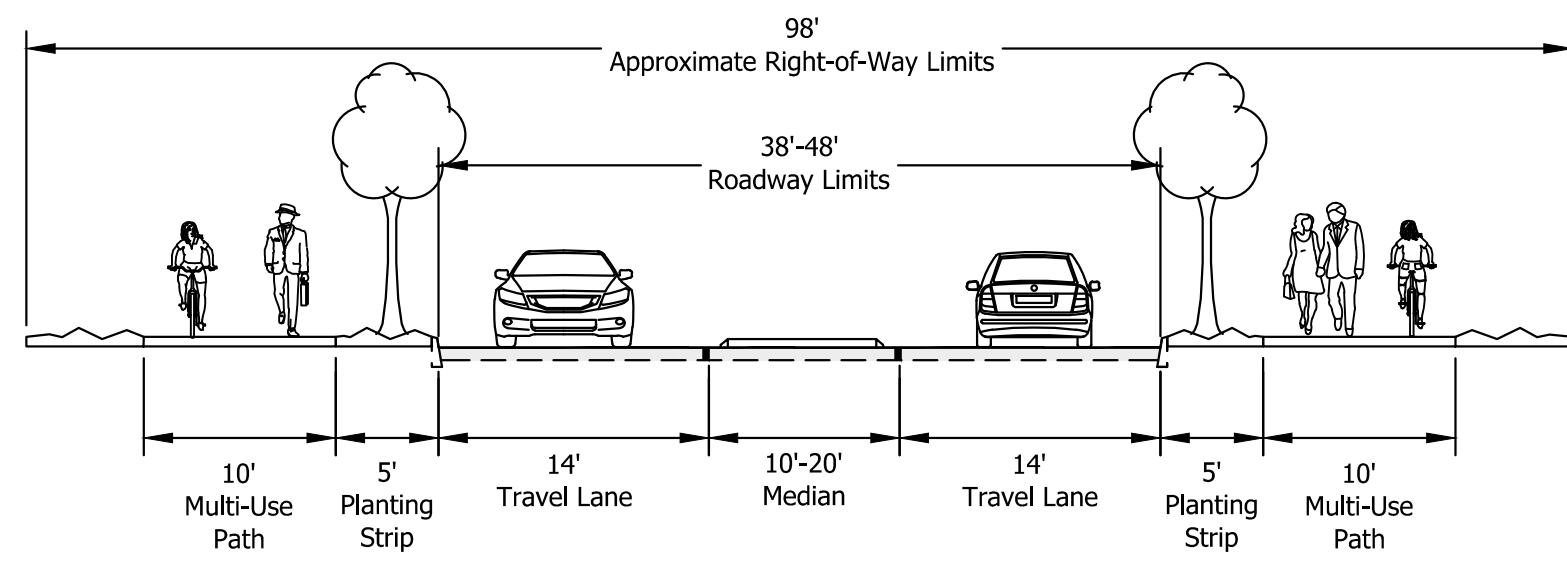 98'
Approximate Right-of-Way Limits
38'-48'
Roadway Limits
10'
Multi-Use
Path
5'
Planting
Strip
14'
Travel Lane
10'-20'
Median
14'
Travel Lane
5'
Planting
Strip
10'
Multi-Use
Path